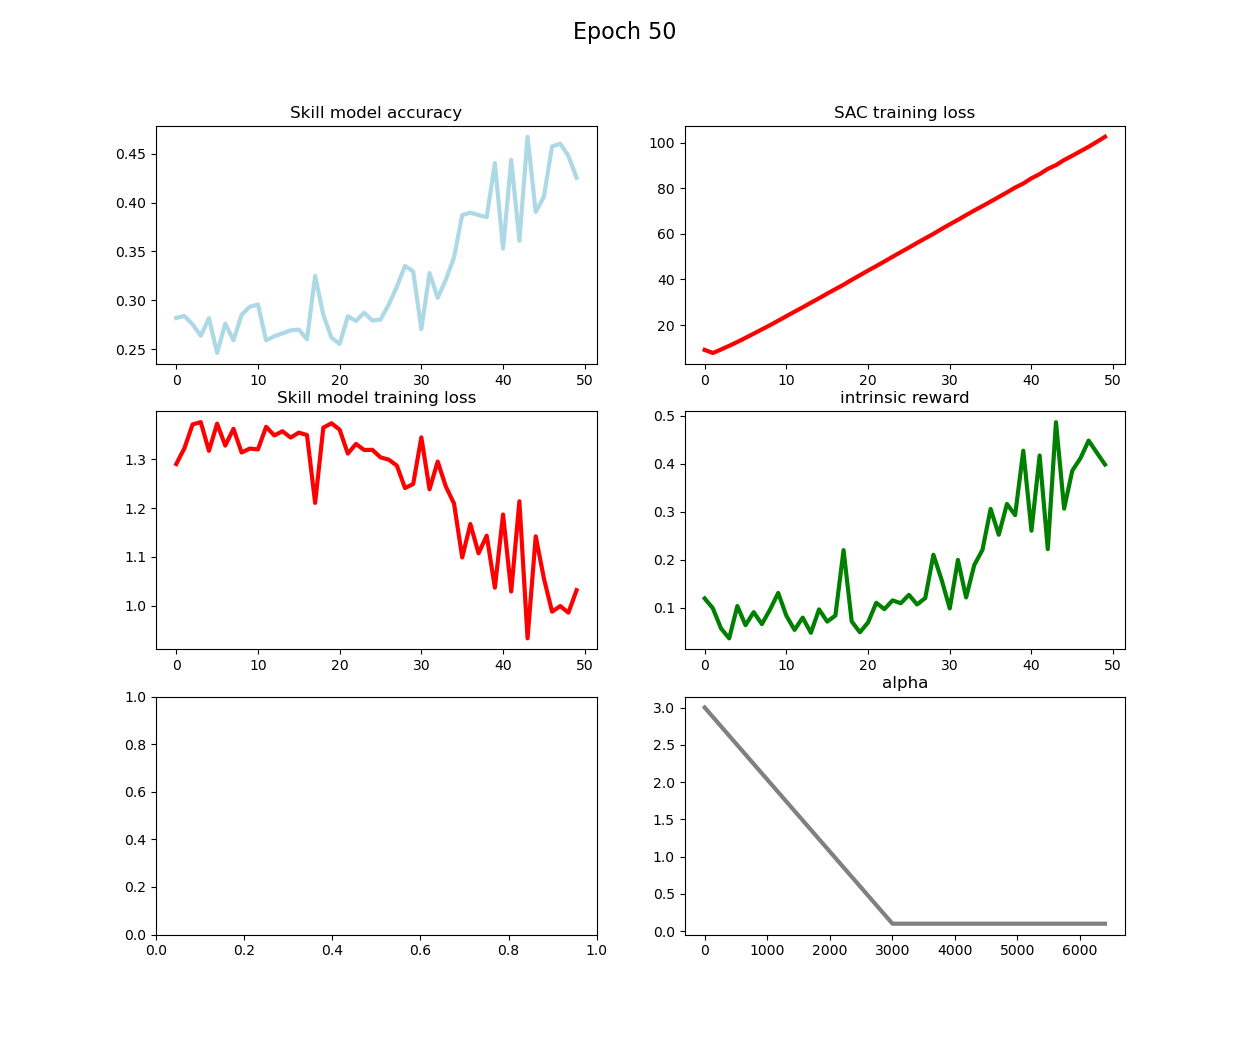 Epoch 50
Skill model accuracy
0.45
0.40
0.35
0.30
0.25
0 10 20 30 40 50
SAC training loss
100
80
60
40
20
0 10 20 30 40 50
Skill model training loss
1.3
1.2
1.1
1.0
0 10 20 30 40 50
intrinsic reward
0.5
0.4
0.3
0.2
0.1
0 10 20 30 40 50
1.0
0.8
0.6
0.4
0.2
0.0
0.0 0.2 0.4 0.6 0.8 1.0
alpha
3.0
2.5
2.0
1.5
1.0
0.5
0.0
0 1000 2000 3000 4000 5000 6000